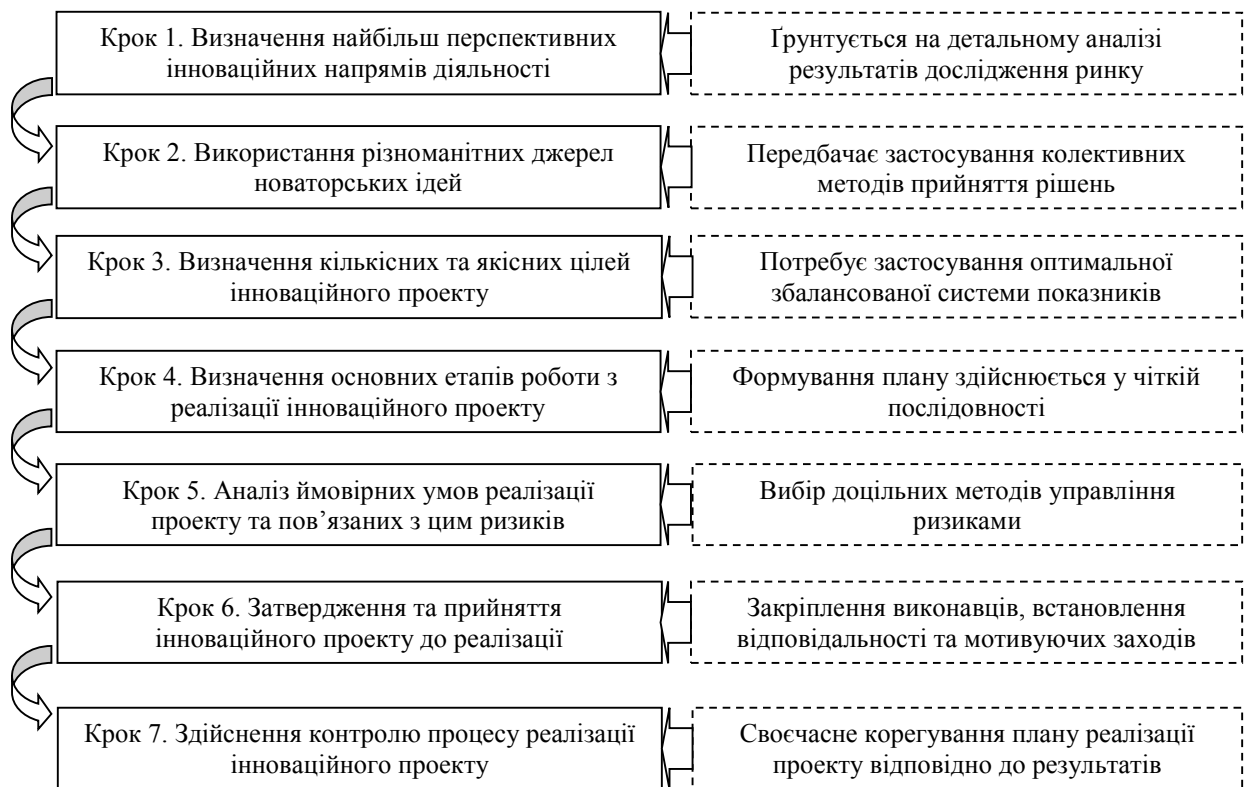 Крок 1. Визначення найбільш перспективних
інноваційних напрямів діяльності
Ґрунтується на детальному аналізі
результатів дослідження ринку
Крок 2. Використання різноманітних джерел
новаторських ідей
Передбачає застосування колективних
методів прийняття рішень
Крок 3. Визначення кількісних та якісних цілей
інноваційного проекту
Потребує застосування оптимальної
збалансованої системи показників
Крок 4. Визначення основних етапів роботи з
реалізації інноваційного проекту
Формування плану здійснюється у чіткій
послідовності
Крок 5. Аналіз ймовірних умов реалізації
проекту та пов’язаних з цим ризиків
Вибір доцільних методів управління
ризиками
Крок 6. Затвердження та прийняття
інноваційного проекту до реалізації
Закріплення виконавців, встановлення
відповідальності та мотивуючих заходів
Крок 7. Здійснення контролю процесу реалізації
інноваційного проекту
Своєчасне корегування плану реалізації
проекту відповідно до результатів